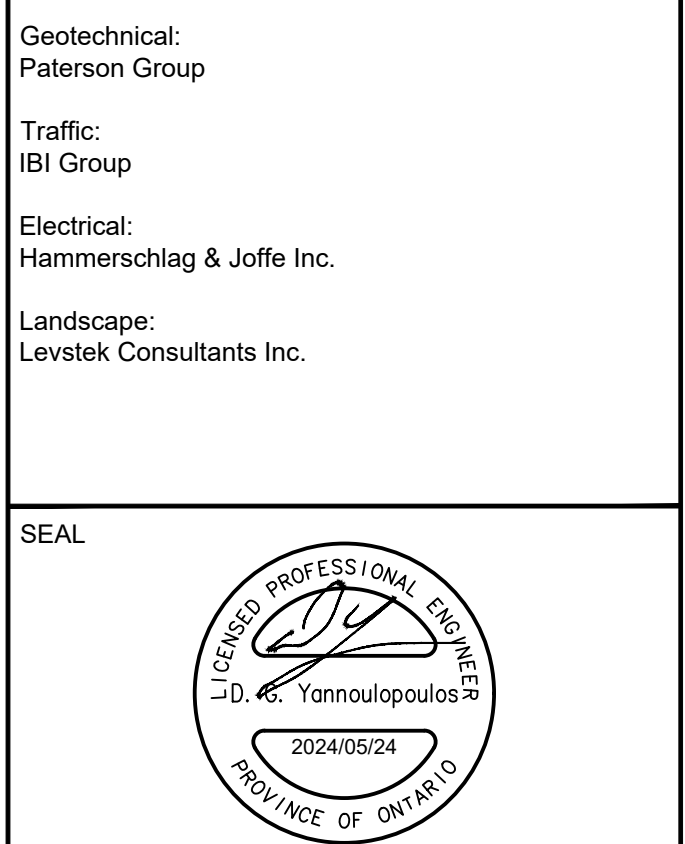 Geotechnical:
Paterson Group
Traffic:
IBI Group
Electrical:
Hammerschlag & Joffe Inc.
Landscape:
Levstek Consultants Inc.
SEAL
LICENSED PROFESSIONAL ENGINEER
D. G. Yannoulopoulos
2024/05/24
PROVINCE OF ONTARIO